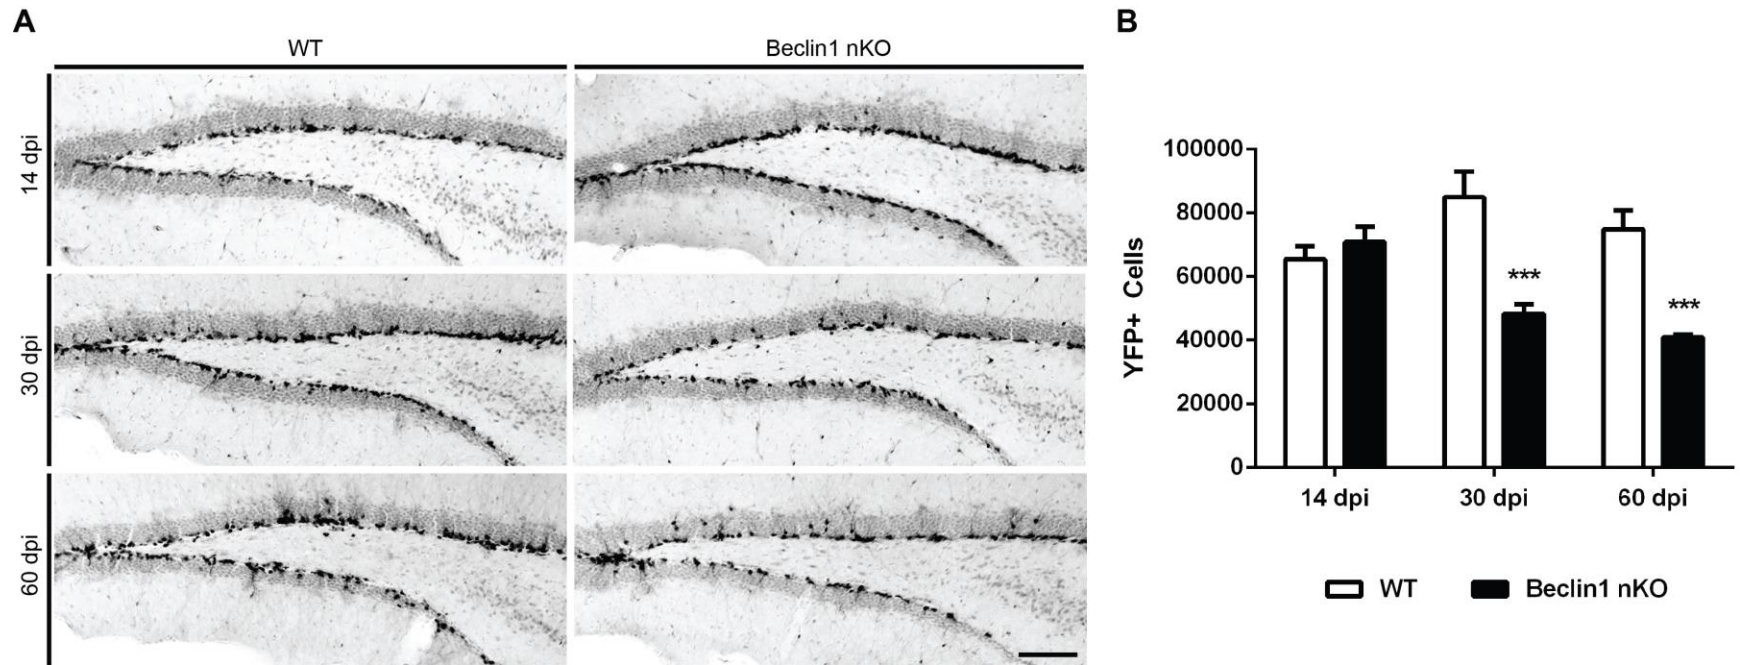 A
WT
Beclin1 nKO
14 dpi
30 dpi
60 dpi
B
YFP+ Cells
100000
80000
60000
40000
20000
0
***
***
14 dpi
30 dpi
60 dpi
WT
Beclin1 nKO